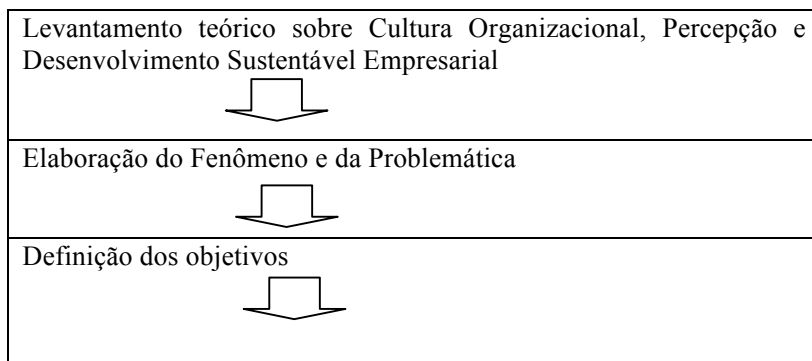 Levantamento teórico sobre Cultura Organizacional, Percepção e
Desenvolvimento Sustentável Empresarial
Elaboração do Fenômeno e da Problemática
Definição dos objetivos